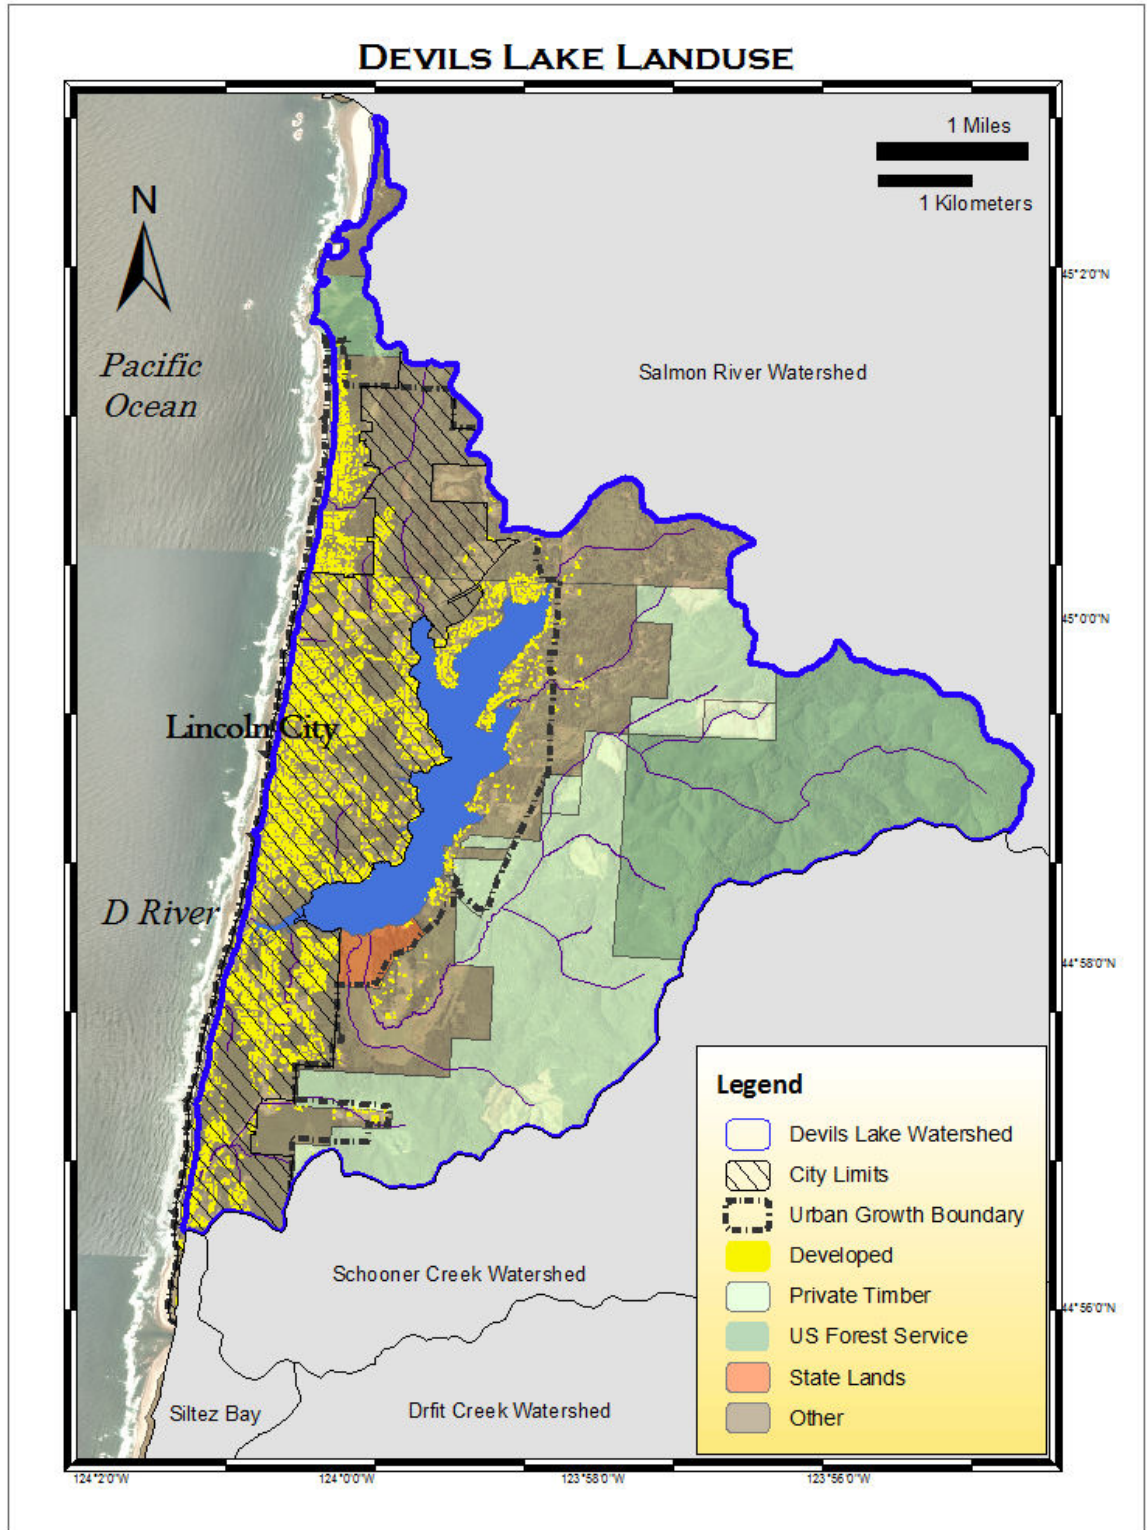 DEVILS LAKE LANDUSE
1 Miles
1 Kilometers
N
45°2'0"N
Pacific
Ocean
Salmon River Watershed
45°0'0"N
Lincoln City
D River
44°58'0"N
Legend
Devils Lake Watershed
City Limits
Urban Growth Boundary
Developed
Private Timber
US Forest Service
State Lands
Other
Schooner Creek Watershed
44°56'0"N
Siltez Bay
Drfit Creek Watershed
124°2'0"W
124°0'0"W
123°58'0"W
123°56'0"W